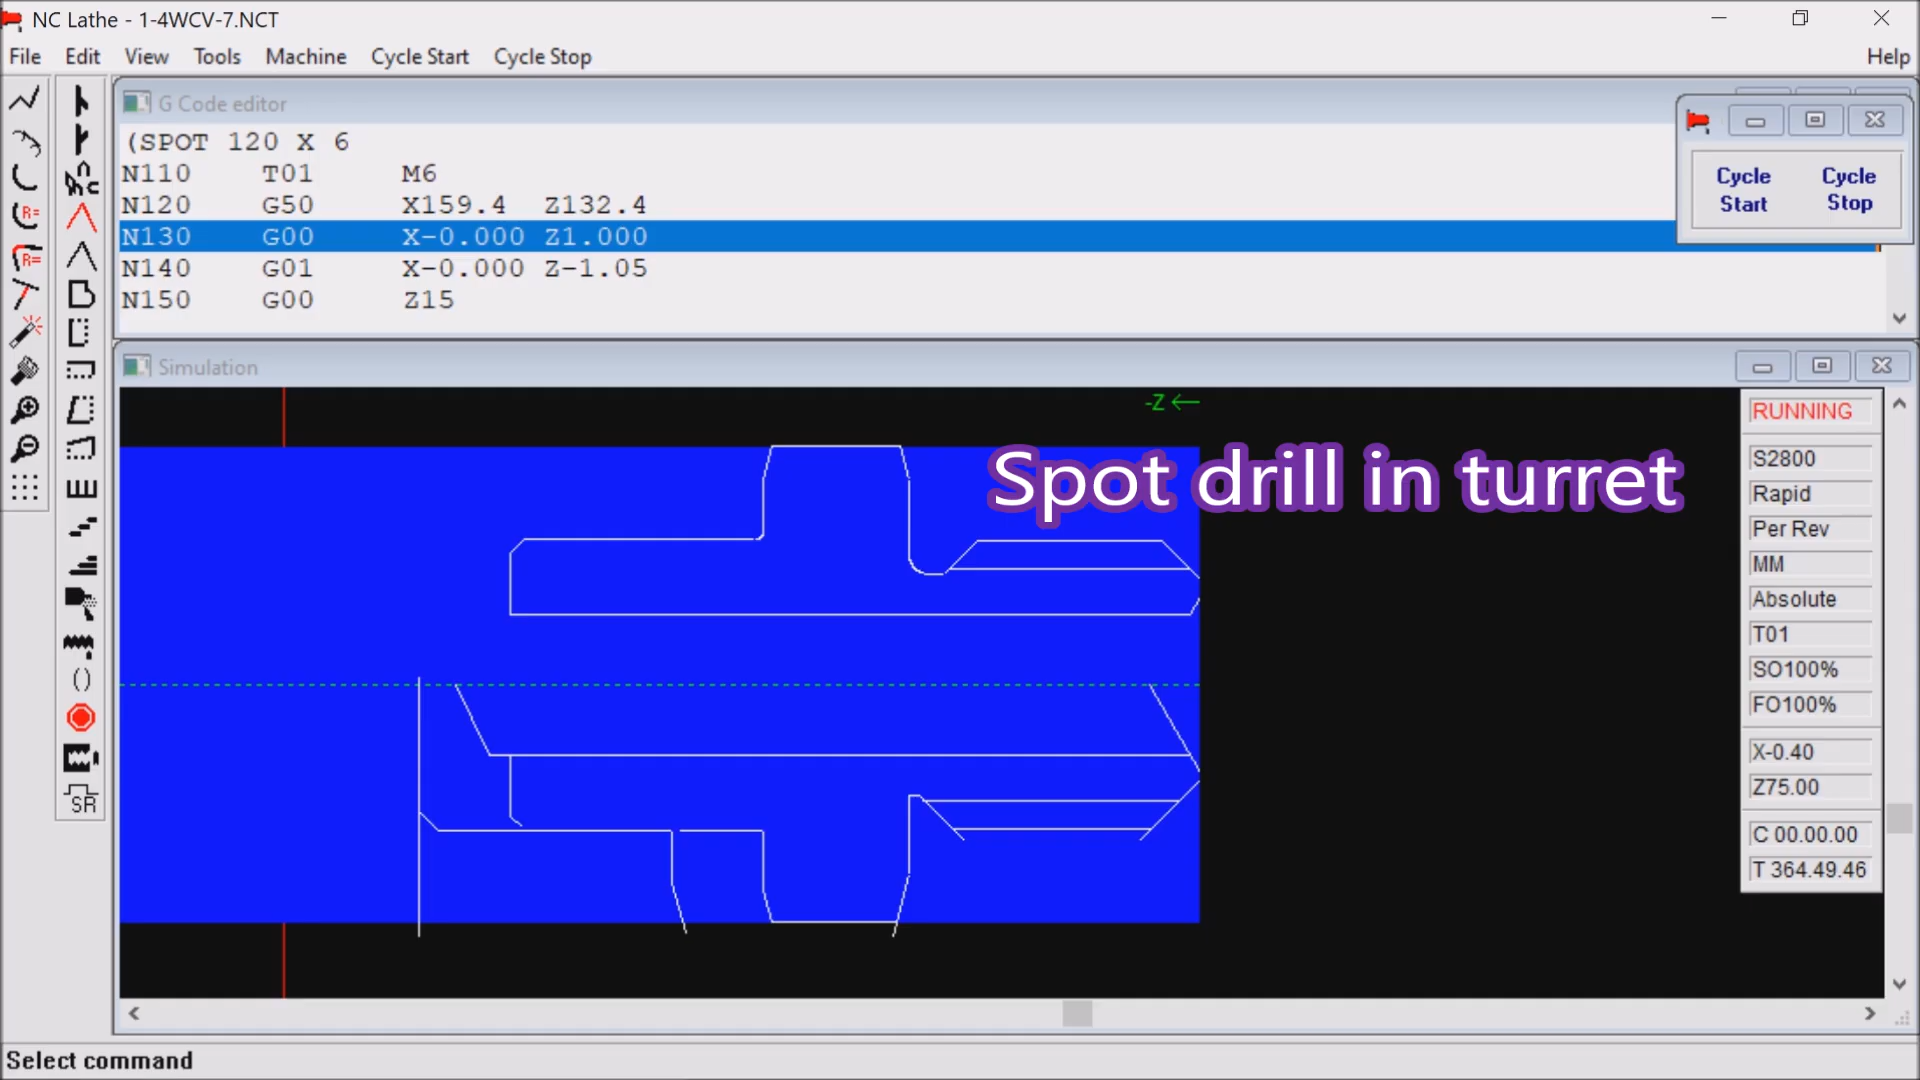 NC Lathe - 1-4WCV-7.NCT
File Edit View Tools Machine Cycle Start Cycle Stop Help
G Code editor
(SPOT 120 X 6
N110 T01 M6
N120 G50 X159.4 Z132.4
N130 G00 X-0.000 Z1.000
N140 G01 X-0.000 Z-1.05
N150 G00 Z15
Cycle Start
Cycle Stop
R=
R=
SR
Simulation
-Z
Spot drill in turret
RUNNING
S2800
Rapid
Per Rev
MM
Absolute
T01
SO100%
FO100%
X-0.40
Z75.00
C 00.00.00
T 364.49.46
Select command